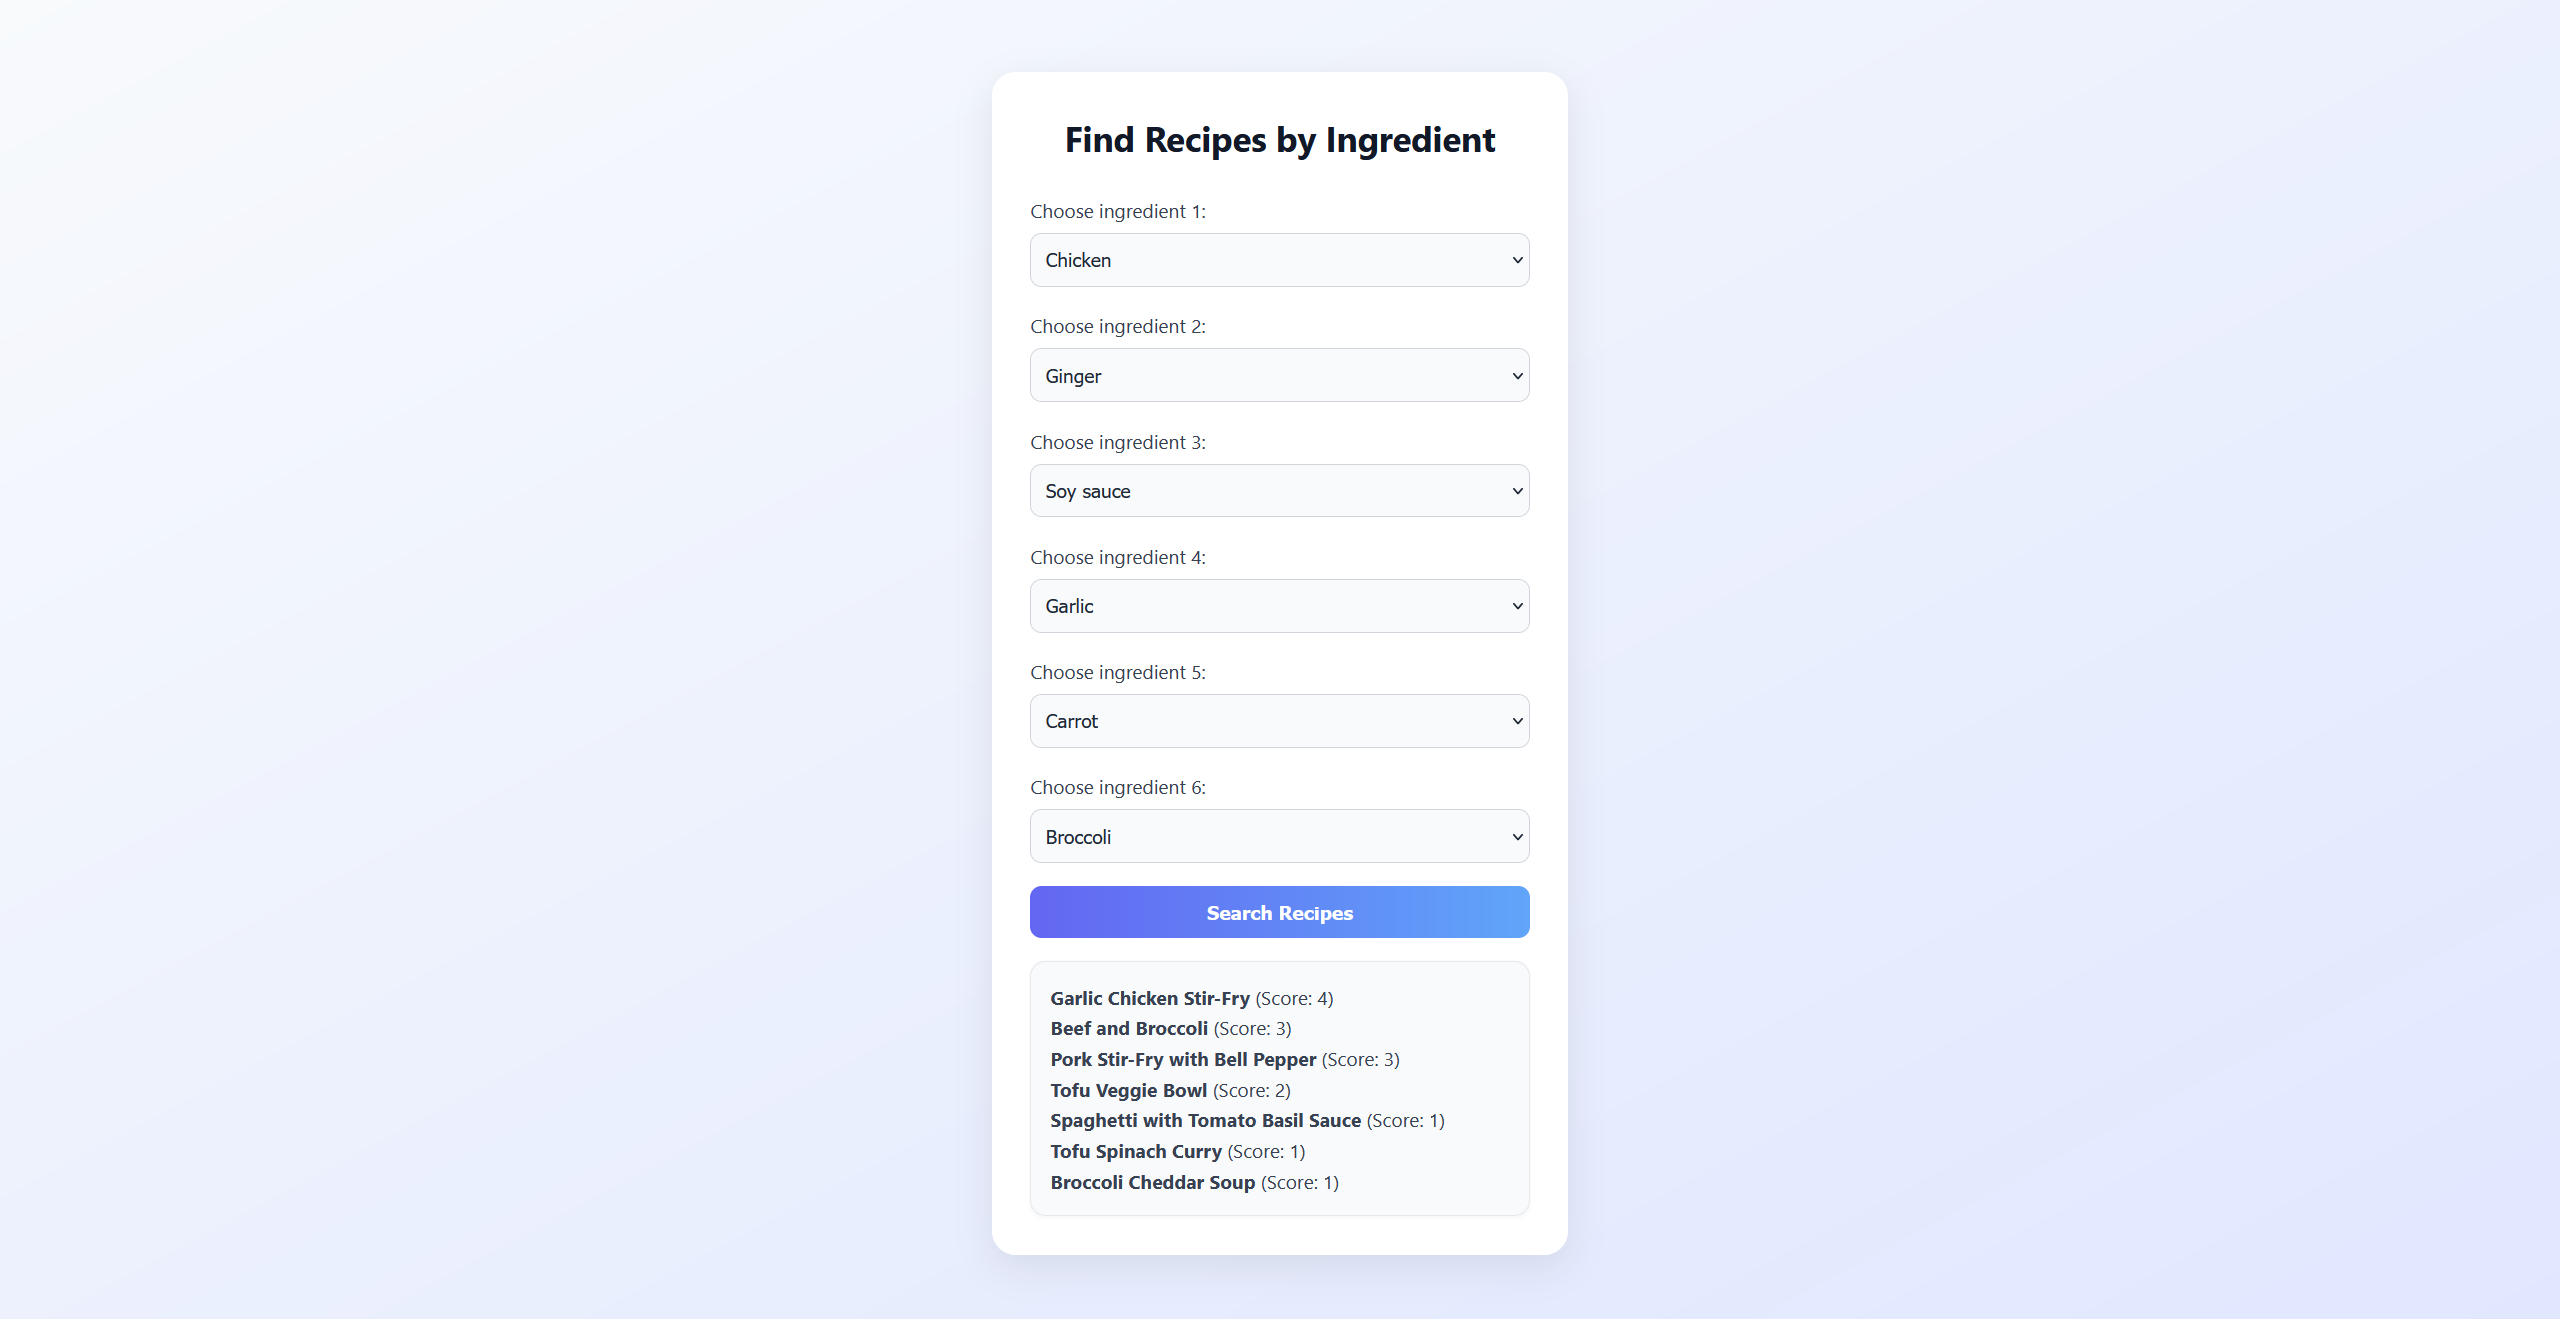 Find Recipes by Ingredient
Choose ingredient 1:
Chicken
Choose ingredient 2:
Ginger
Choose ingredient 3:
Soy sauce
Choose ingredient 4:
Garlic
Choose ingredient 5:
Carrot
Choose ingredient 6:
Broccoli
Search Recipes
Garlic Chicken Stir-Fry (Score: 4)
Beef and Broccoli (Score: 3)
Pork Stir-Fry with Bell Pepper (Score: 3)
Tofu Veggie Bowl (Score: 2)
Spaghetti with Tomato Basil Sauce (Score: 1)
Tofu Spinach Curry (Score: 1)
Broccoli Cheddar Soup (Score: 1)